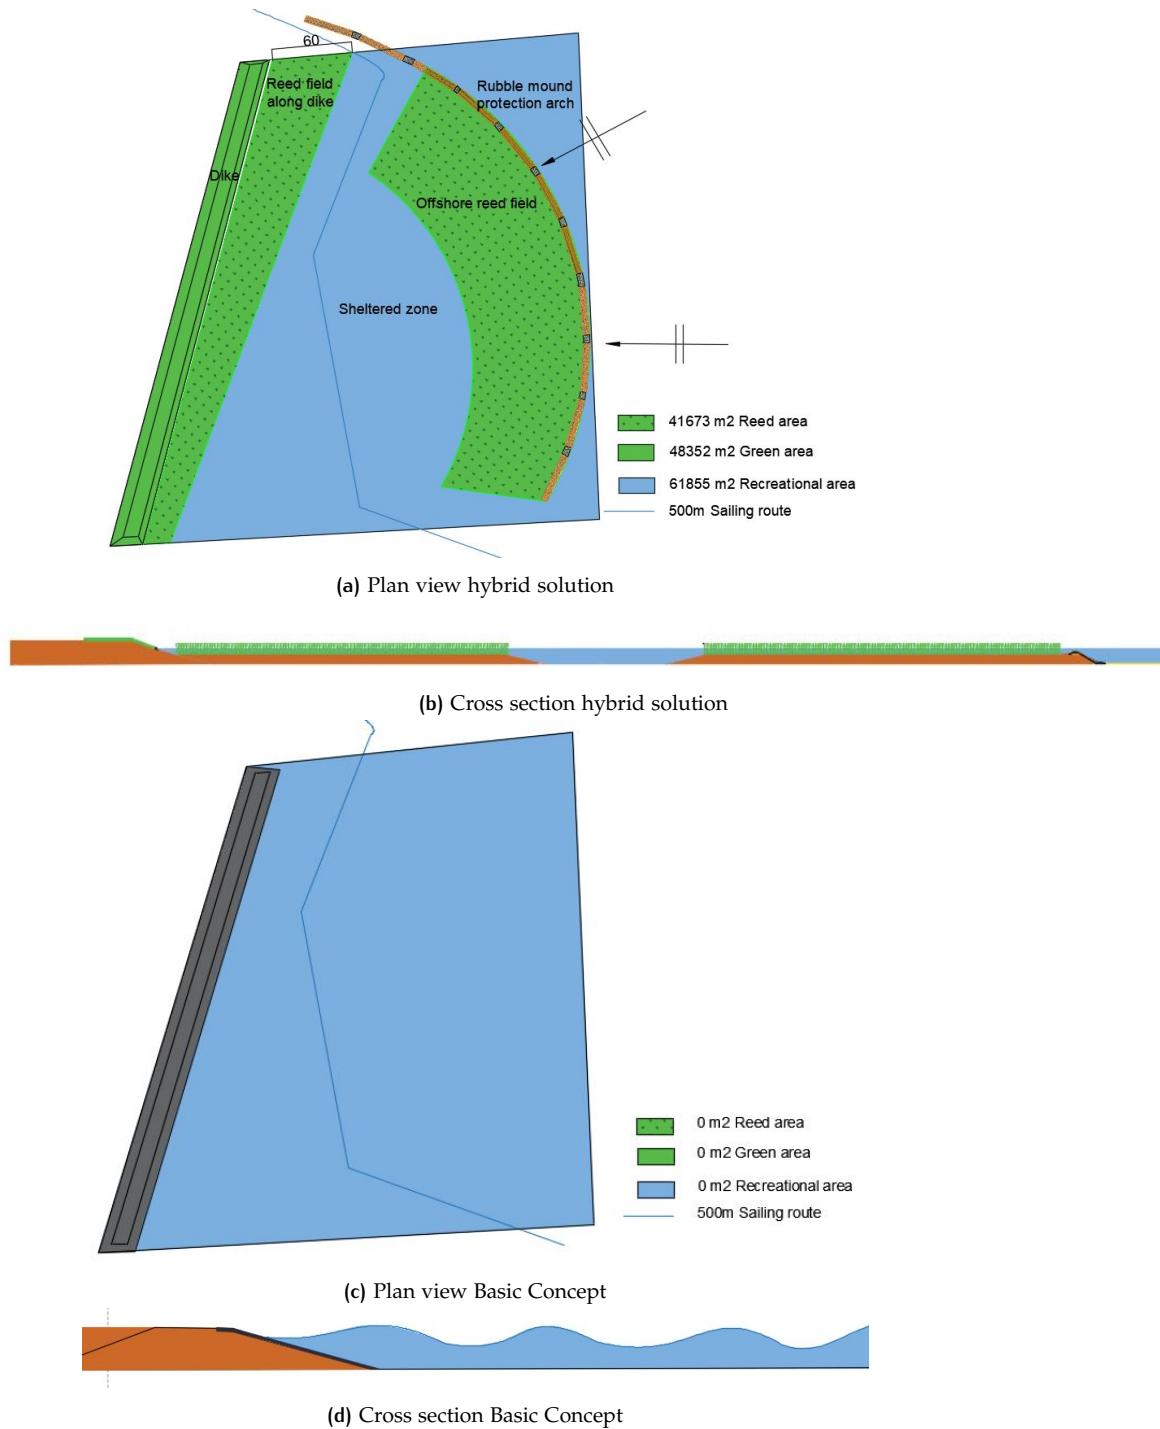 60
Reed field
along dike
Rubble mound
protection arch
Dike
Offshore reed field
Sheltered zone
41673 m2 Reed area
48352 m2 Green area
61855 m2 Recreational area
500m Sailing route
(a) Plan view hybrid solution
(b) Cross section hybrid solution
0 m2 Reed area
0 m2 Green area
0 m2 Recreational area
500m Sailing route
(c) Plan view Basic Concept
(d) Cross section Basic Concept